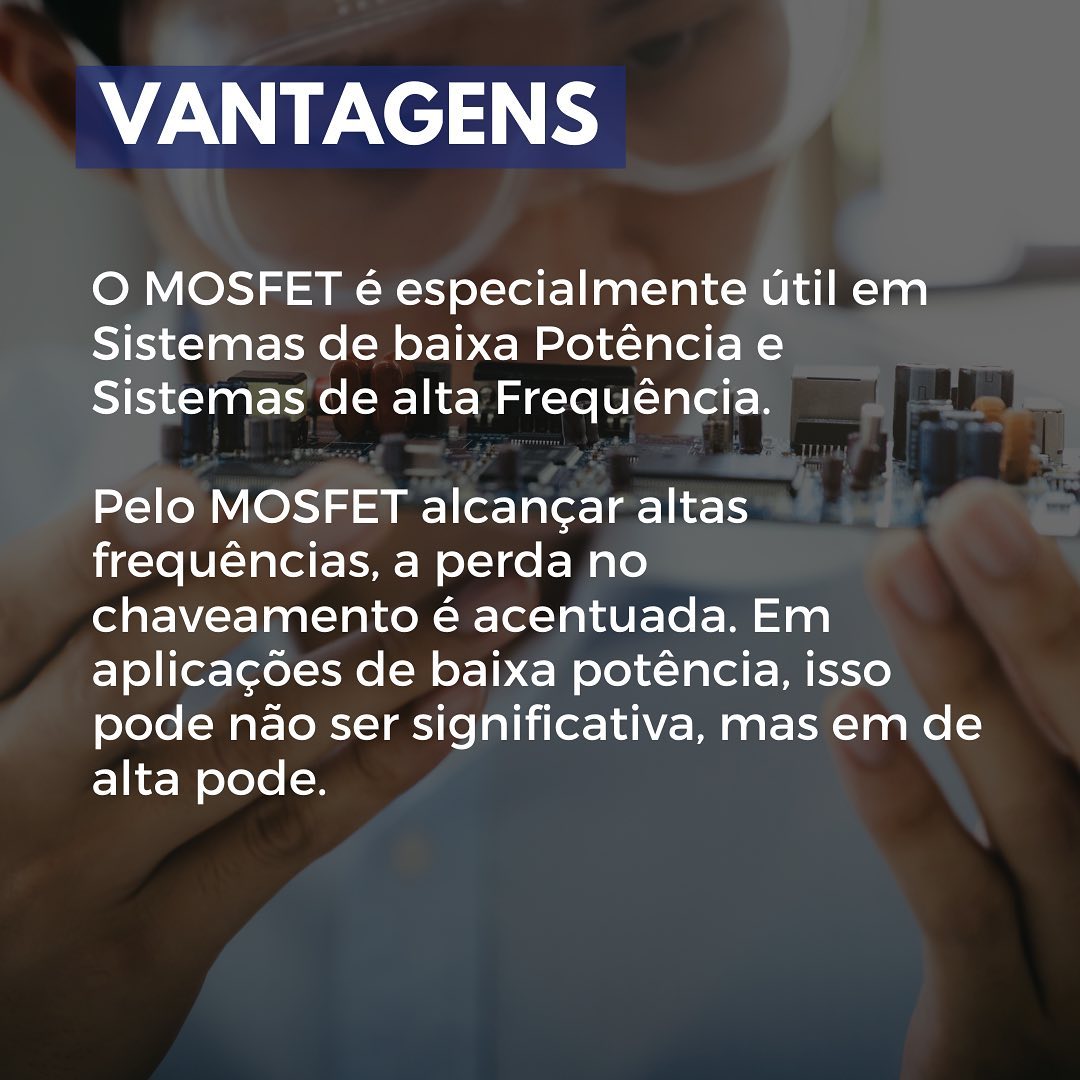 VANTAGENS
O MOSFET é especialmente útil em
Sistemas de baixa Potência e
Sistemas de alta Frequência.
Pelo MOSFET alcançar altas
frequências, a perda no
chaveamento é acentuada. Em
aplicações de baixa potência, isso
pode não ser significativa, mas em de
alta pode.